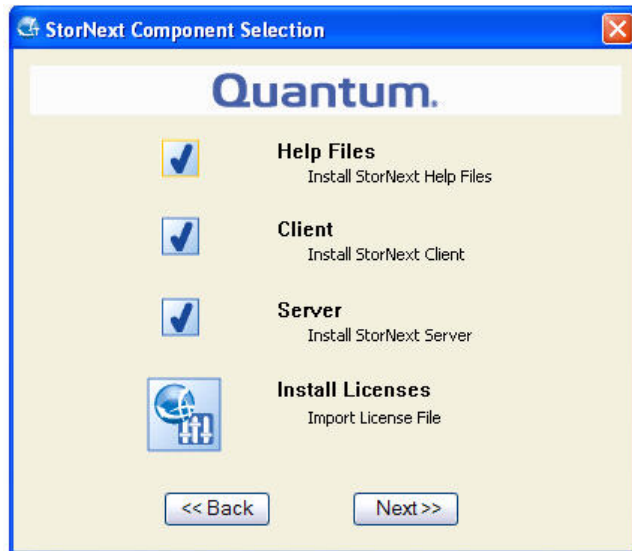 StorNext Component Selection
Quantum.
Help Files
Install StorNext Help Files
Client
Install StorNext Client
Server
Install StorNext Server
Install Licenses
Import License File
<< Back
Next >>